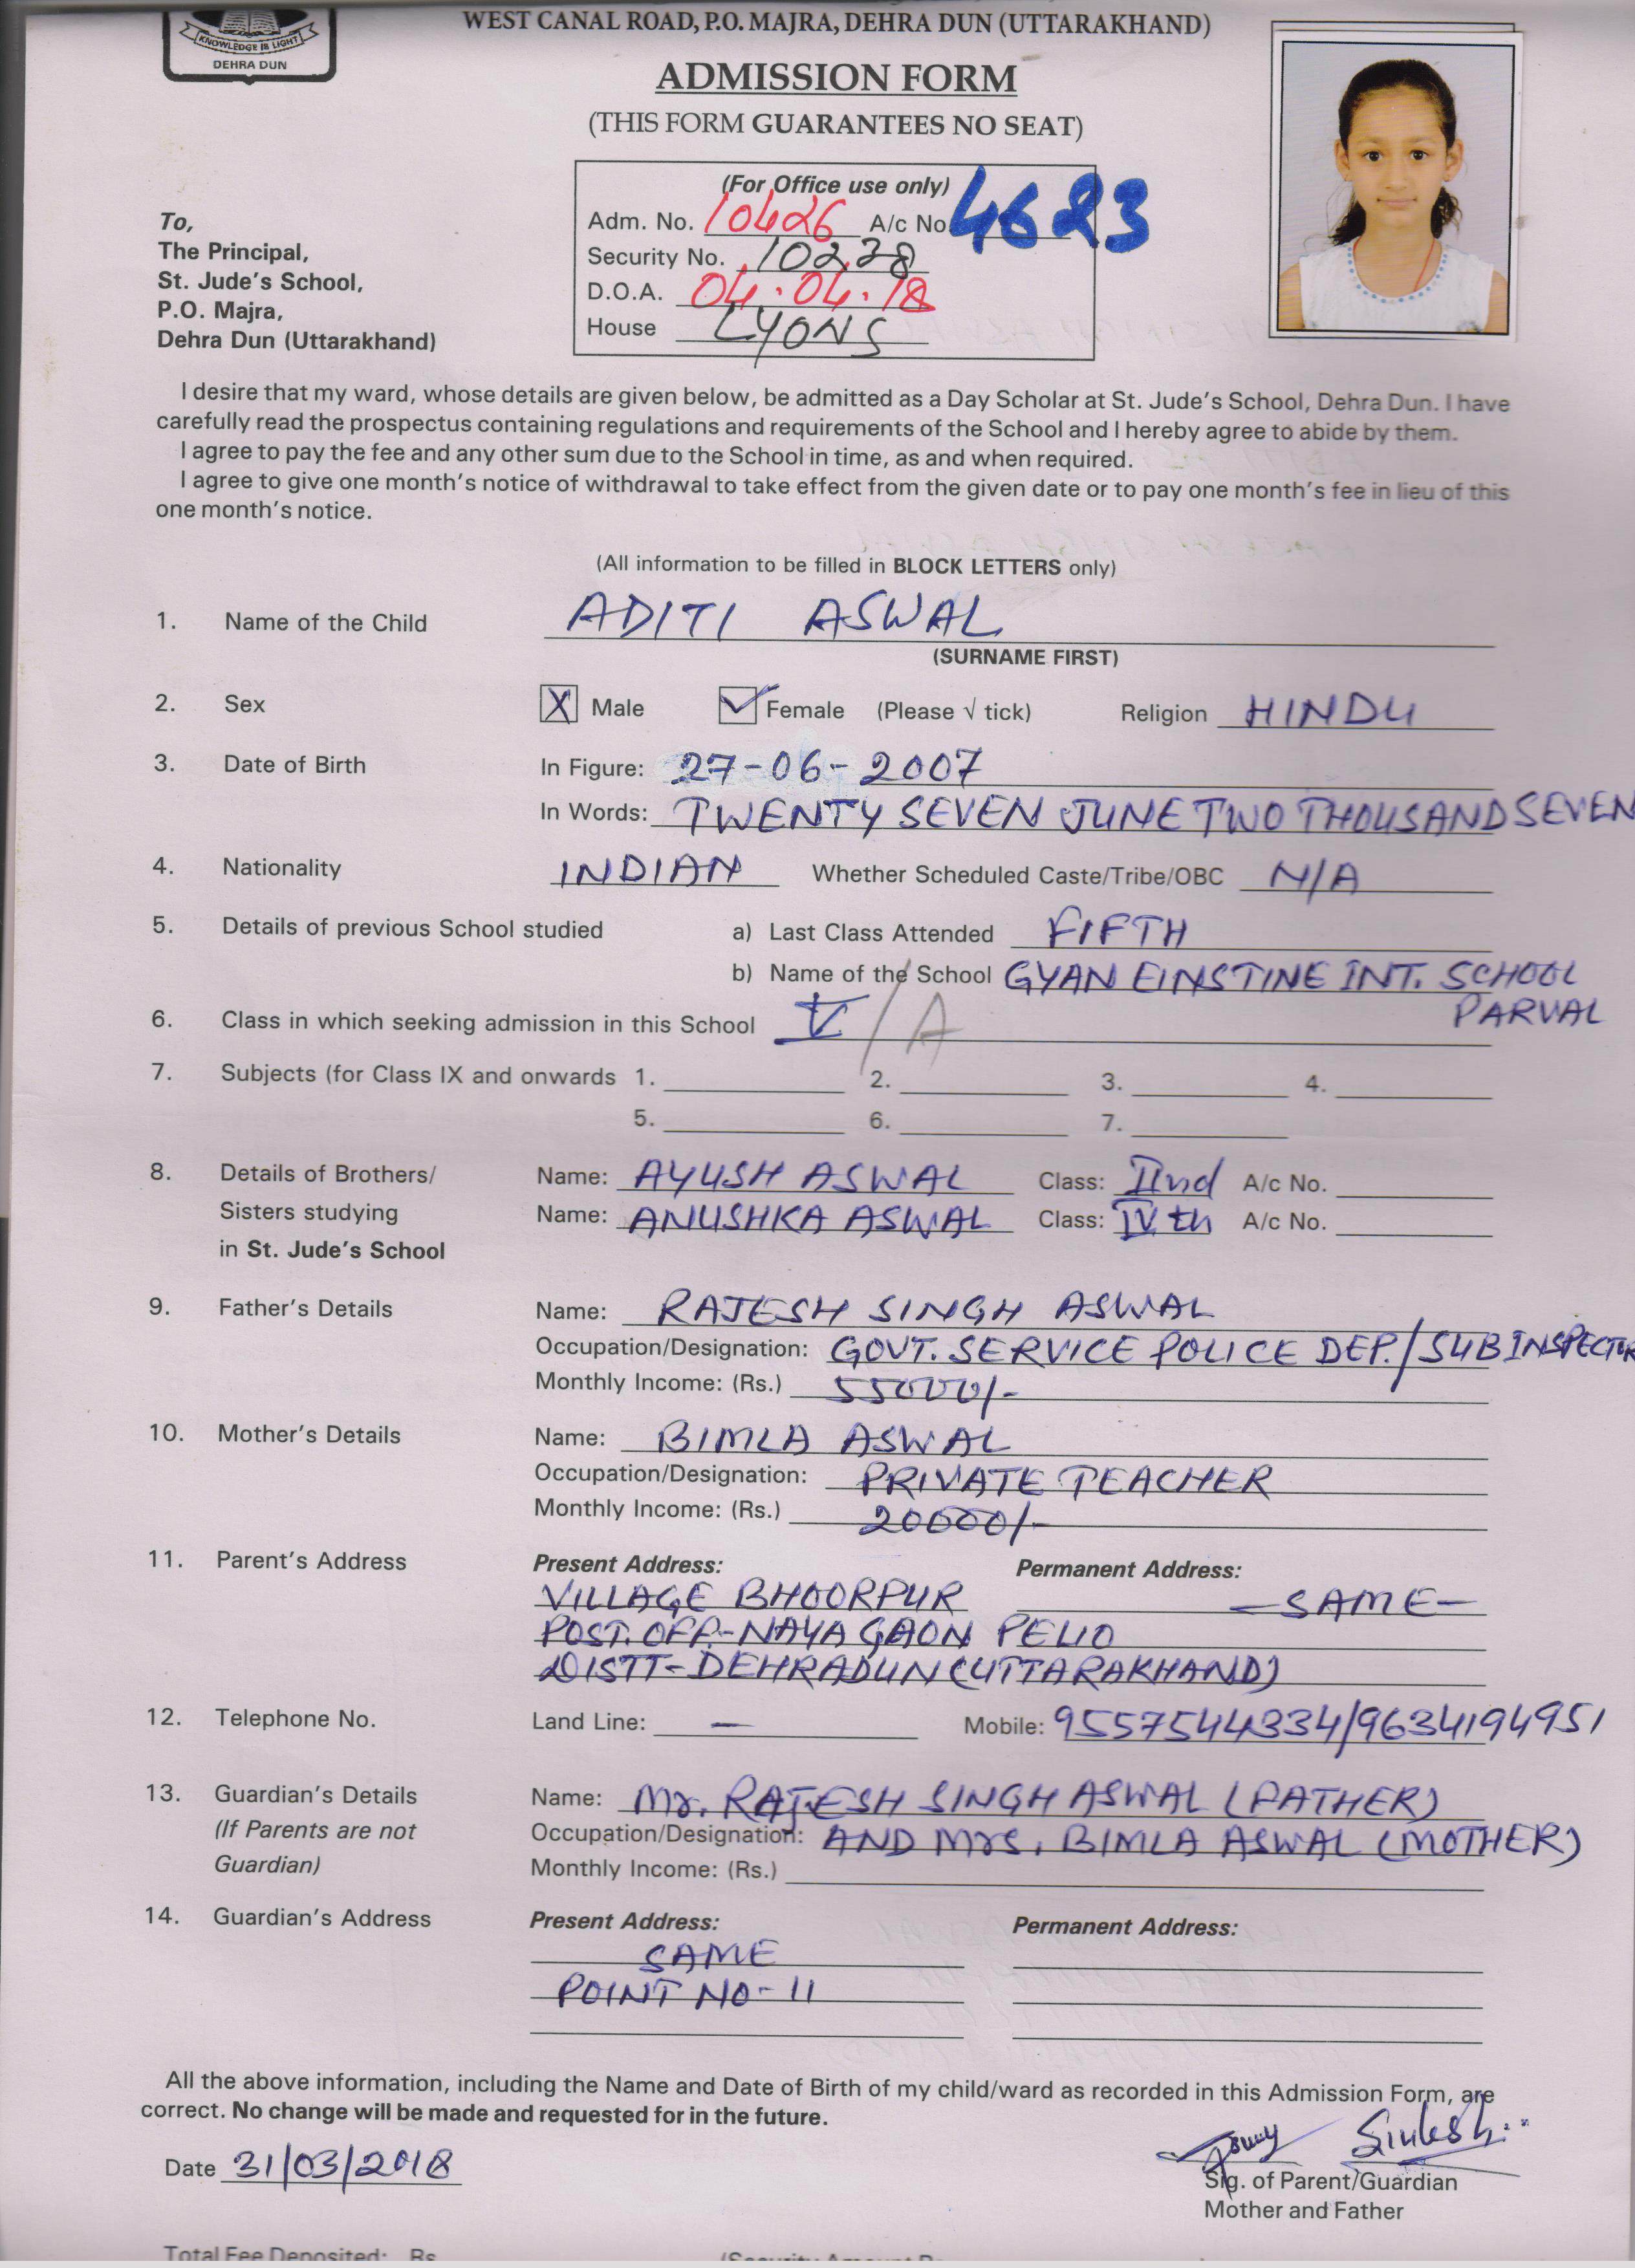 WEST CANAL ROAD, P.O. MAJRA, DEHRA DUN (UTTARAKHAND)
KNOWLEDGE IS LIGHT
DEHRA DUN
ADMISSION FORM
(THIS FORM GUARANTEES NO SEAT)
(For Office use only)
Adm. No. 10426 A/c No 4623
Security No. 10238
D.O.A. 04.04.18
House LYONS
To,
The Principal,
St. Jude's School,
P.O. Majra,
Dehra Dun (Uttarakhand)
I desire that my ward, whose details are given below, be admitted as a Day Scholar at St. Jude's School, Dehra Dun. I have
carefully read the prospectus containing regulations and requirements of the School and I hereby agree to abide by them.
I agree to pay the fee and any other sum due to the School in time, as and when required.
I agree to give one month's notice of withdrawal to take effect from the given date or to pay one month's fee in lieu of this
one month's notice.
(All information to be filled in BLOCK LETTERS only)
1. Name of the Child ADITI ASWAL
(SURNAME FIRST)
2. Sex X Male ✓ Female (Please √ tick) Religion HINDU
3. Date of Birth In Figure: 27-06-2007
In Words: TWENTY SEVEN JUNE TWO THOUSAND SEVEN
4. Nationality INDIAN Whether Scheduled Caste/Tribe/OBC N/A
5. Details of previous School studied a) Last Class Attended FIFTH
b) Name of the School GYAN EINSTINE INT. SCHOOL
PARVAL
6. Class in which seeking admission in this School V/A
7. Subjects (for Class IX and onwards 1. 2. 3. 4.
5. 6. 7.
8. Details of Brothers/ Name: AYUSH ASWAL Class: IInd A/c No.
Sisters studying Name: ANUSHKA ASWAL Class: IVth A/c No.
in St. Jude's School
9. Father's Details Name: RAJESH SINGH ASWAL
Occupation/Designation: GOVT. SERVICE POLICE DEP./SUB INSPECTOR
Monthly Income: (Rs.) 55000/-
10. Mother's Details Name: BIMLA ASWAL
Occupation/Designation: PRIVATE TEACHER
Monthly Income: (Rs.) 20000/-
11. Parent's Address Present Address: Permanent Address:
VILLAGE BHOORPUR -SAME-
POST. OFF.-NAYA GAON PELIO
DISTT-DEHRADUN (UTTARAKHAND)
12. Telephone No. Land Line: — Mobile: 9557544334/9634194951
13. Guardian's Details Name: Mr. RAJESH SINGH ASWAL (FATHER)
(If Parents are not Occupation/Designation: AND Mrs. BIMLA ASWAL (MOTHER)
Guardian) Monthly Income: (Rs.)
14. Guardian's Address Present Address: Permanent Address:
SAME
POINT NO-11
All the above information, including the Name and Date of Birth of my child/ward as recorded in this Admission Form, are
correct. No change will be made and requested for in the future.
Date 31/03/2018
Sig. of Parent/Guardian
Mother and Father
Total Fee Deposited: Rs.